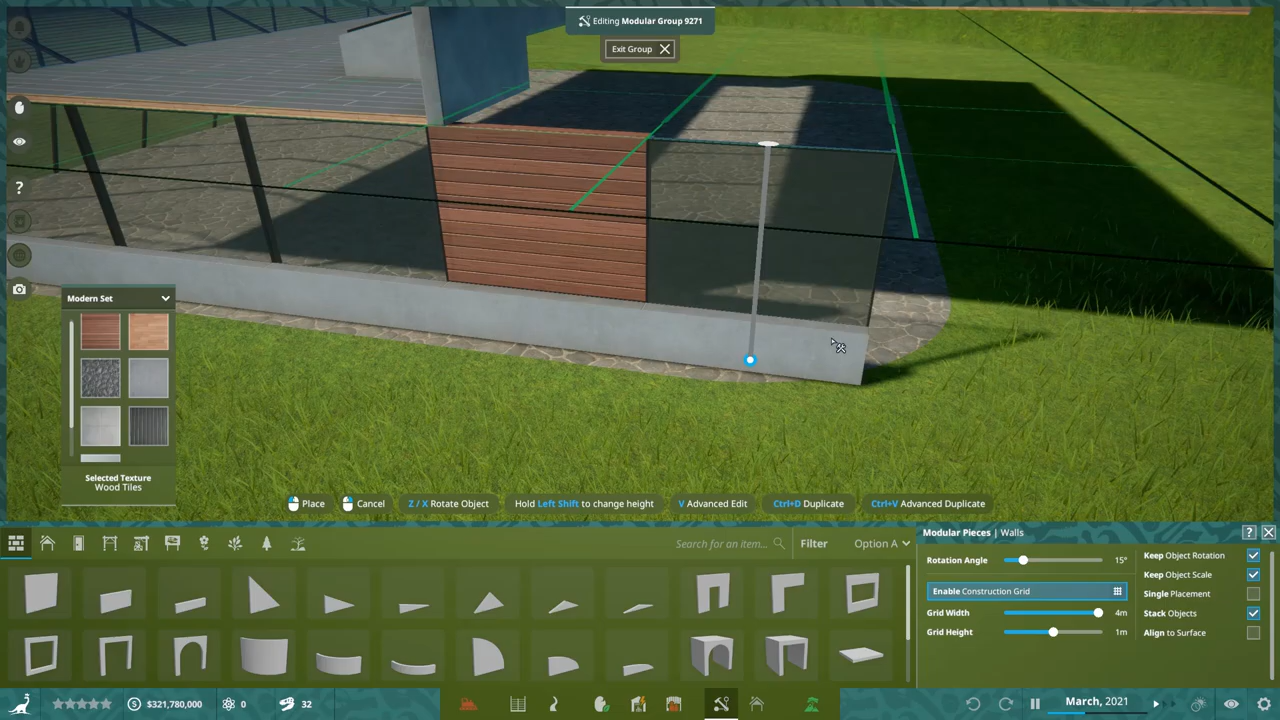 Editing Modular Group 9271
Exit Group
?
Modern Set
Selected Texture
Wood Tiles
Place
Cancel
Z / X Rotate Object
Hold Left Shift to change height
V Advanced Edit
Ctrl+D Duplicate
Ctrl+V Advanced Duplicate
Search for an item...
Filter
Option A
Modular Pieces | Walls
?
Rotation Angle
15°
Enable Construction Grid
Grid Width
4m
Grid Height
1m
Keep Object Rotation
Keep Object Scale
Single Placement
Stack Objects
Align to Surface
$321,780,000
0
32
March, 2021